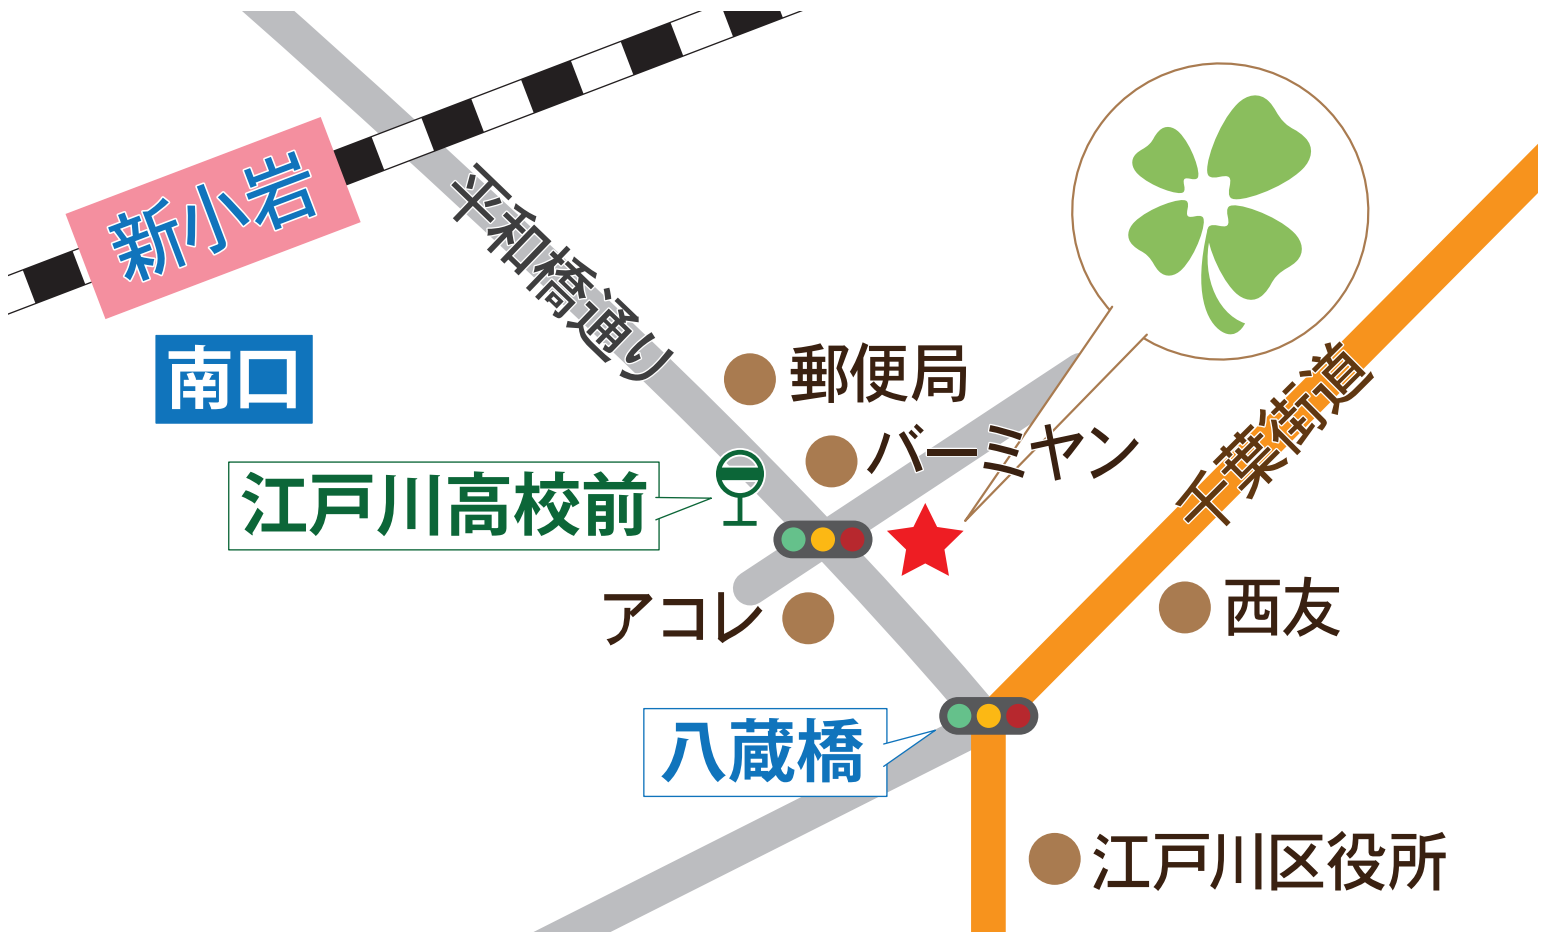 新小岩
平和橋通り
南口
郵便局
バーミヤン
千葉街道
江戸川高校前
アコレ
西友
八蔵橋
江戸川区役所